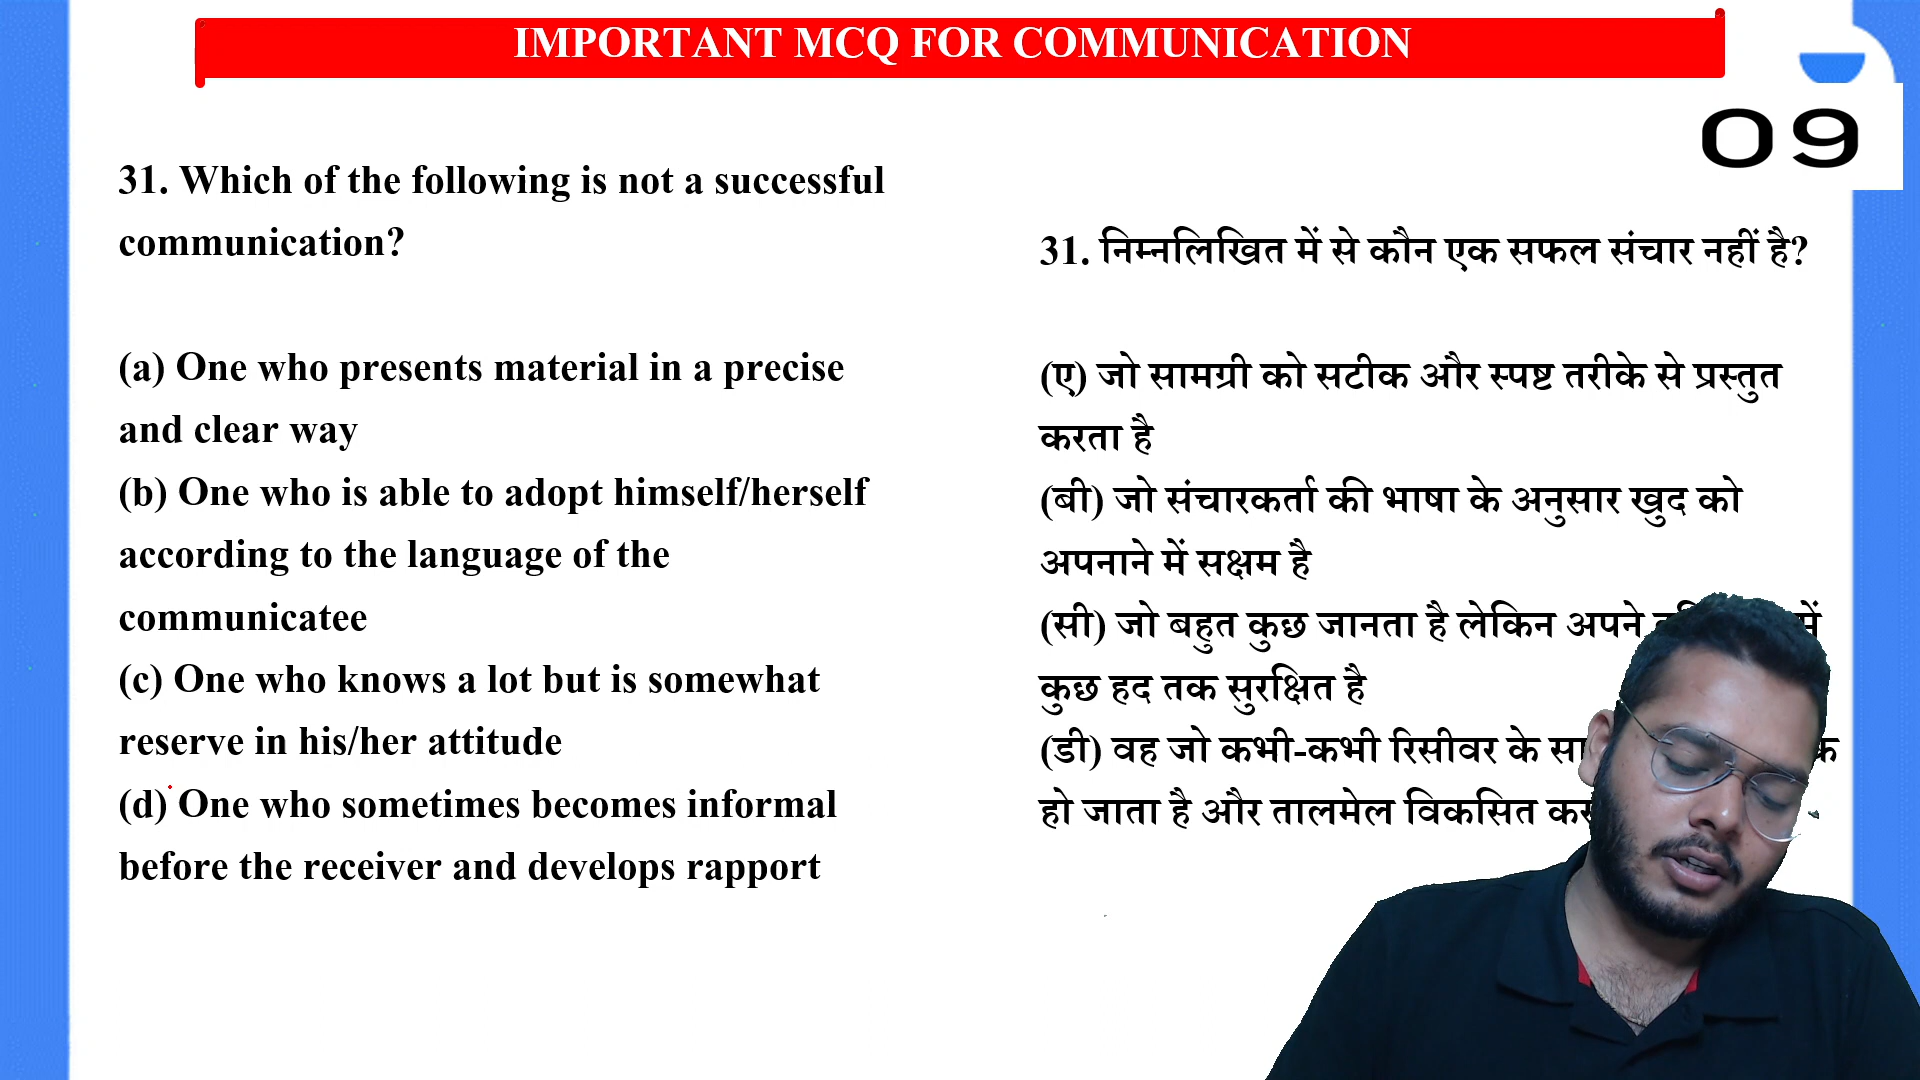 IMPORTANT MCQ FOR COMMUNICATION
09
31. Which of the following is not a successful
communication?
(a) One who presents material in a precise
and clear way
(b) One who is able to adopt himself/herself
according to the language of the
communicatee
(c) One who knows a lot but is somewhat
reserve in his/her attitude
(d) One who sometimes becomes informal
before the receiver and develops rapport
31. निम्नलिखित में से कौन एक सफल संचार नहीं है?
(ए) जो सामग्री को सटीक और स्पष्ट तरीके से प्रस्तुत
करता है
(बी) जो संचारकर्ता की भाषा के अनुसार खुद को
अपनाने में सक्षम है
(सी) जो बहुत कुछ जानता है लेकिन अपने में
कुछ हद तक सुरक्षित है
(डी) वह जो कभी-कभी रिसीवर के
हो जाता है और तालमेल विकसित